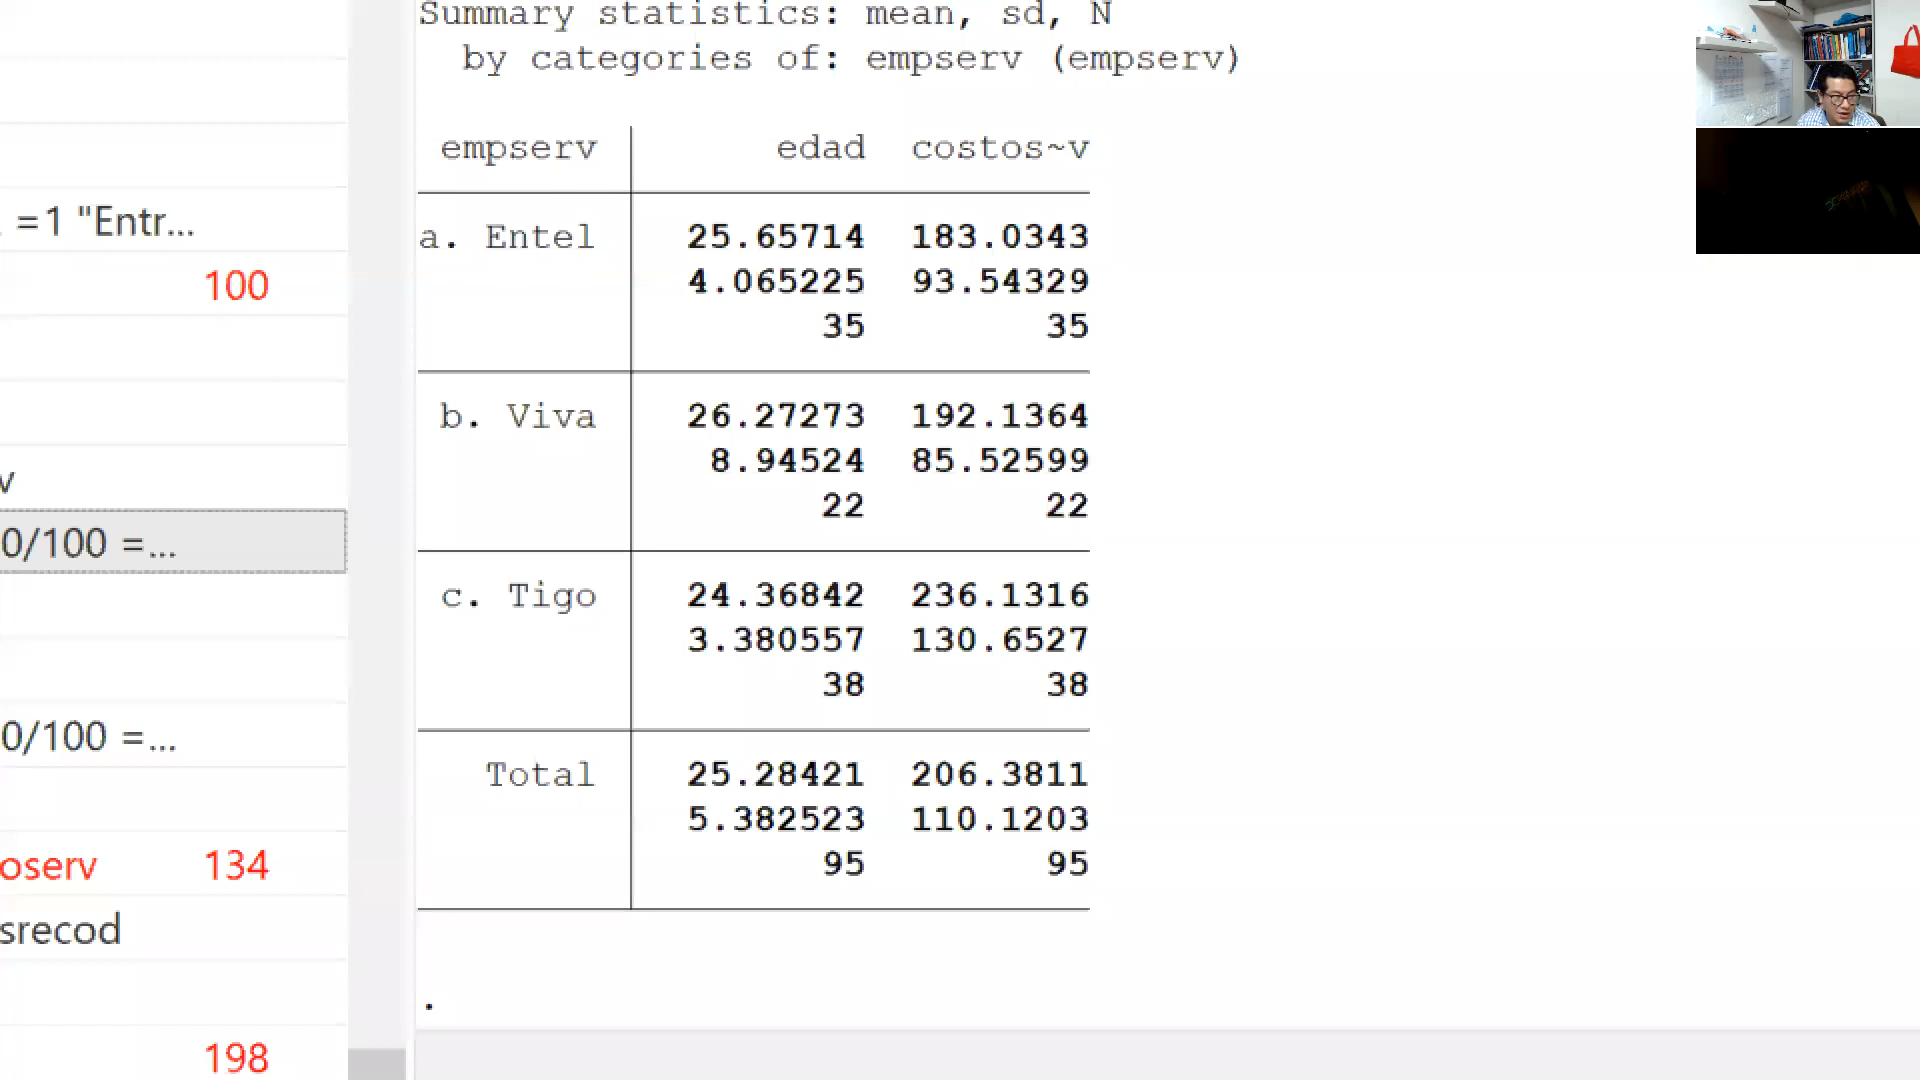 Summary statistics: mean, sd, N
by categories of: empserv (empserv)
empserv edad costos~v
a. Entel 25.65714 183.0343
4.065225 93.54329
35 35
b. Viva 26.27273 192.1364
8.94524 85.52599
22 22
c. Tigo 24.36842 236.1316
3.380557 130.6527
38 38
Total 25.28421 206.3811
5.382523 110.1203
95 95
.
=1 "Entr...
100
v
0/100 =...
0/100 =...
oserv 134
srecod
198